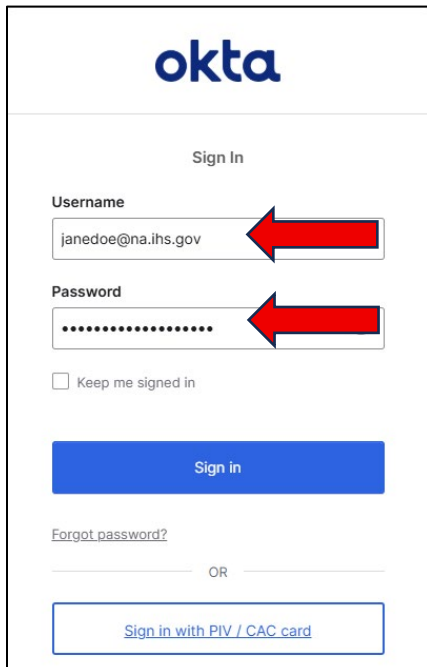 okta
Sign In
Username
janedoe@na.ihs.gov
Password
•••••••••••••••••••
Keep me signed in
Sign in
Forgot password?
OR
Sign in with PIV / CAC card